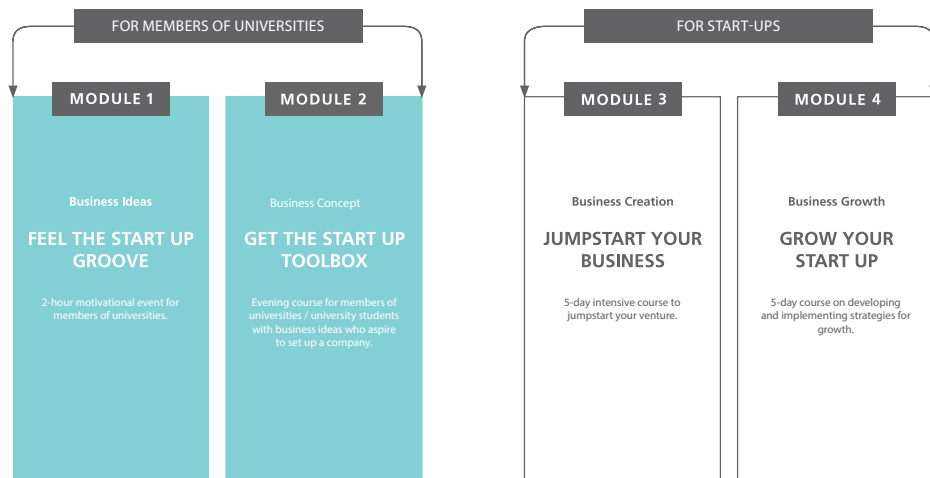 FOR MEMBERS OF UNIVERSITIES
FOR START-UPS
MODULE 1
Business Ideas
FEEL THE START UP
GROOVE
2-hour motivational event for
members of universities.
MODULE 2
Business Concept
GET THE START UP
TOOLBOX
Evening course for members of
universities / university students
with business ideas who aspire
to set up a company.
MODULE 3
Business Creation
JUMPSTART YOUR
BUSINESS
5-day intensive course to
jumpstart your venture.
MODULE 4
Business Growth
GROW YOUR
START UP
5-day course on developing
and implementing strategies for
growth.